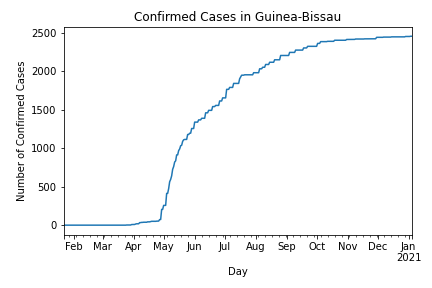 Confirmed Cases in Guinea-Bissau
Number of Confirmed Cases
2500
2000
1500
1000
500
0
Feb Mar Apr May Jun Jul Aug Sep Oct Nov Dec Jan
2021
Day